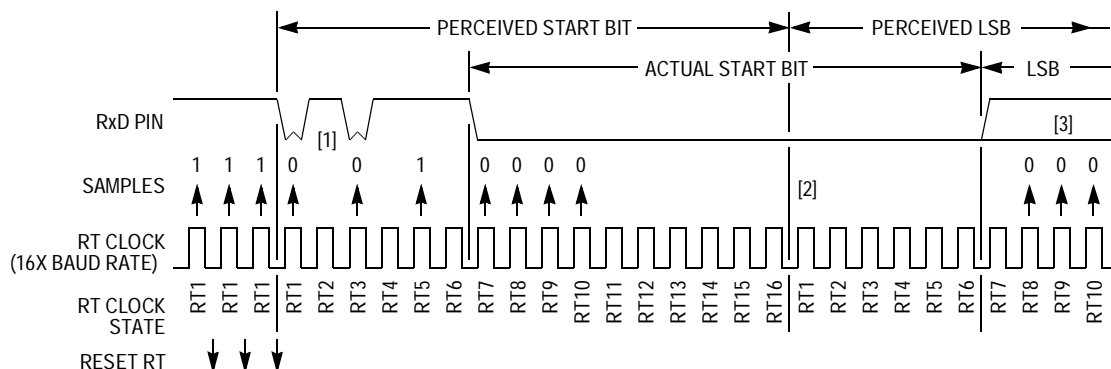 PERCEIVED START BIT PERCEIVED LSB
ACTUAL START BIT LSB
RxD PIN [1] [3]
SAMPLES 1 1 1 0 0 1 0 0 0 0 [2] 0 0 0
RT CLOCK
(16X BAUD RATE)
RT CLOCK
STATE
RT1 RT1 RT1 RT1 RT2 RT3 RT4 RT5 RT6 RT7 RT8 RT9 RT10 RT11 RT12 RT13 RT14 RT15 RT16 RT1 RT2 RT3 RT4 RT5 RT6 RT7 RT8 RT9 RT10
RESET RT